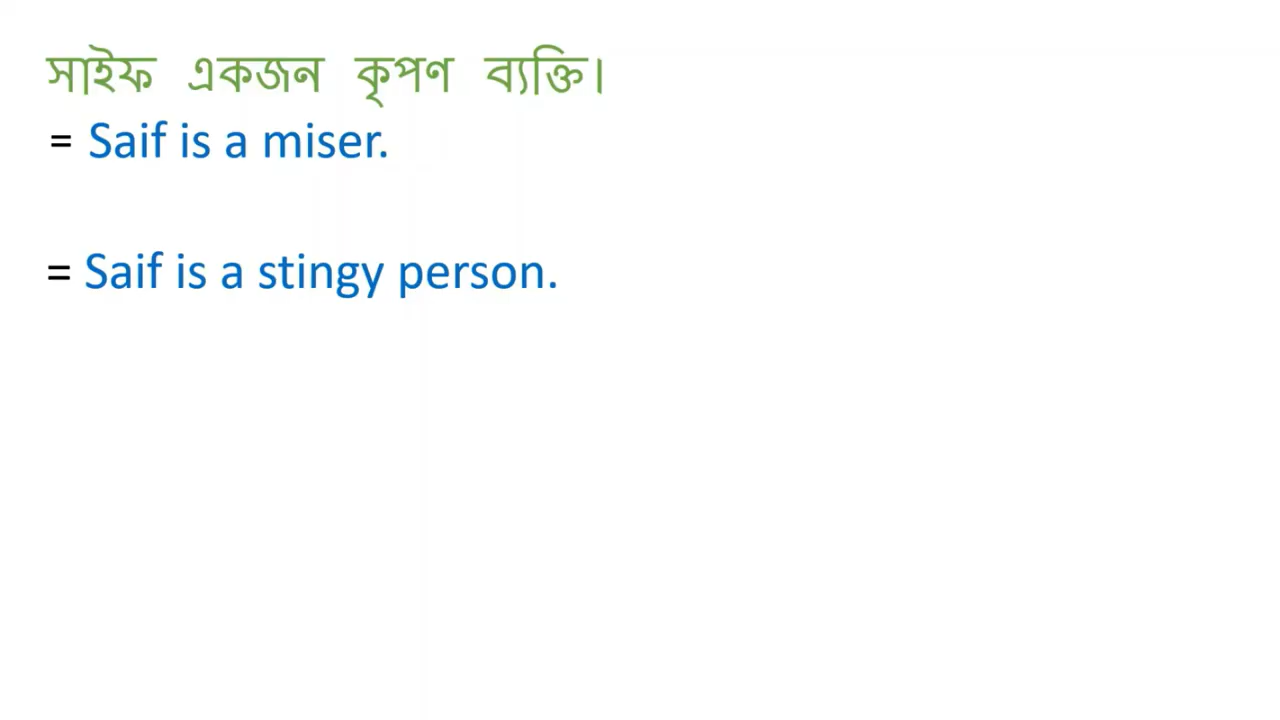 সাইফ একজন কৃপণ ব্যক্তি।
= Saif is a miser.
= Saif is a stingy person.